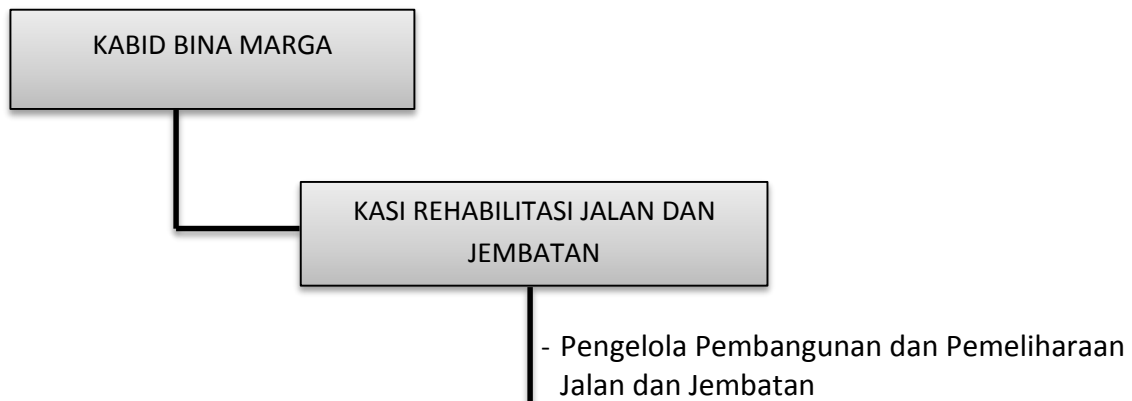 KABID BINA MARGA
KASI REHABILITASI JALAN DAN
JEMBATAN
- Pengelola Pembangunan dan Pemeliharaan
Jalan dan Jembatan